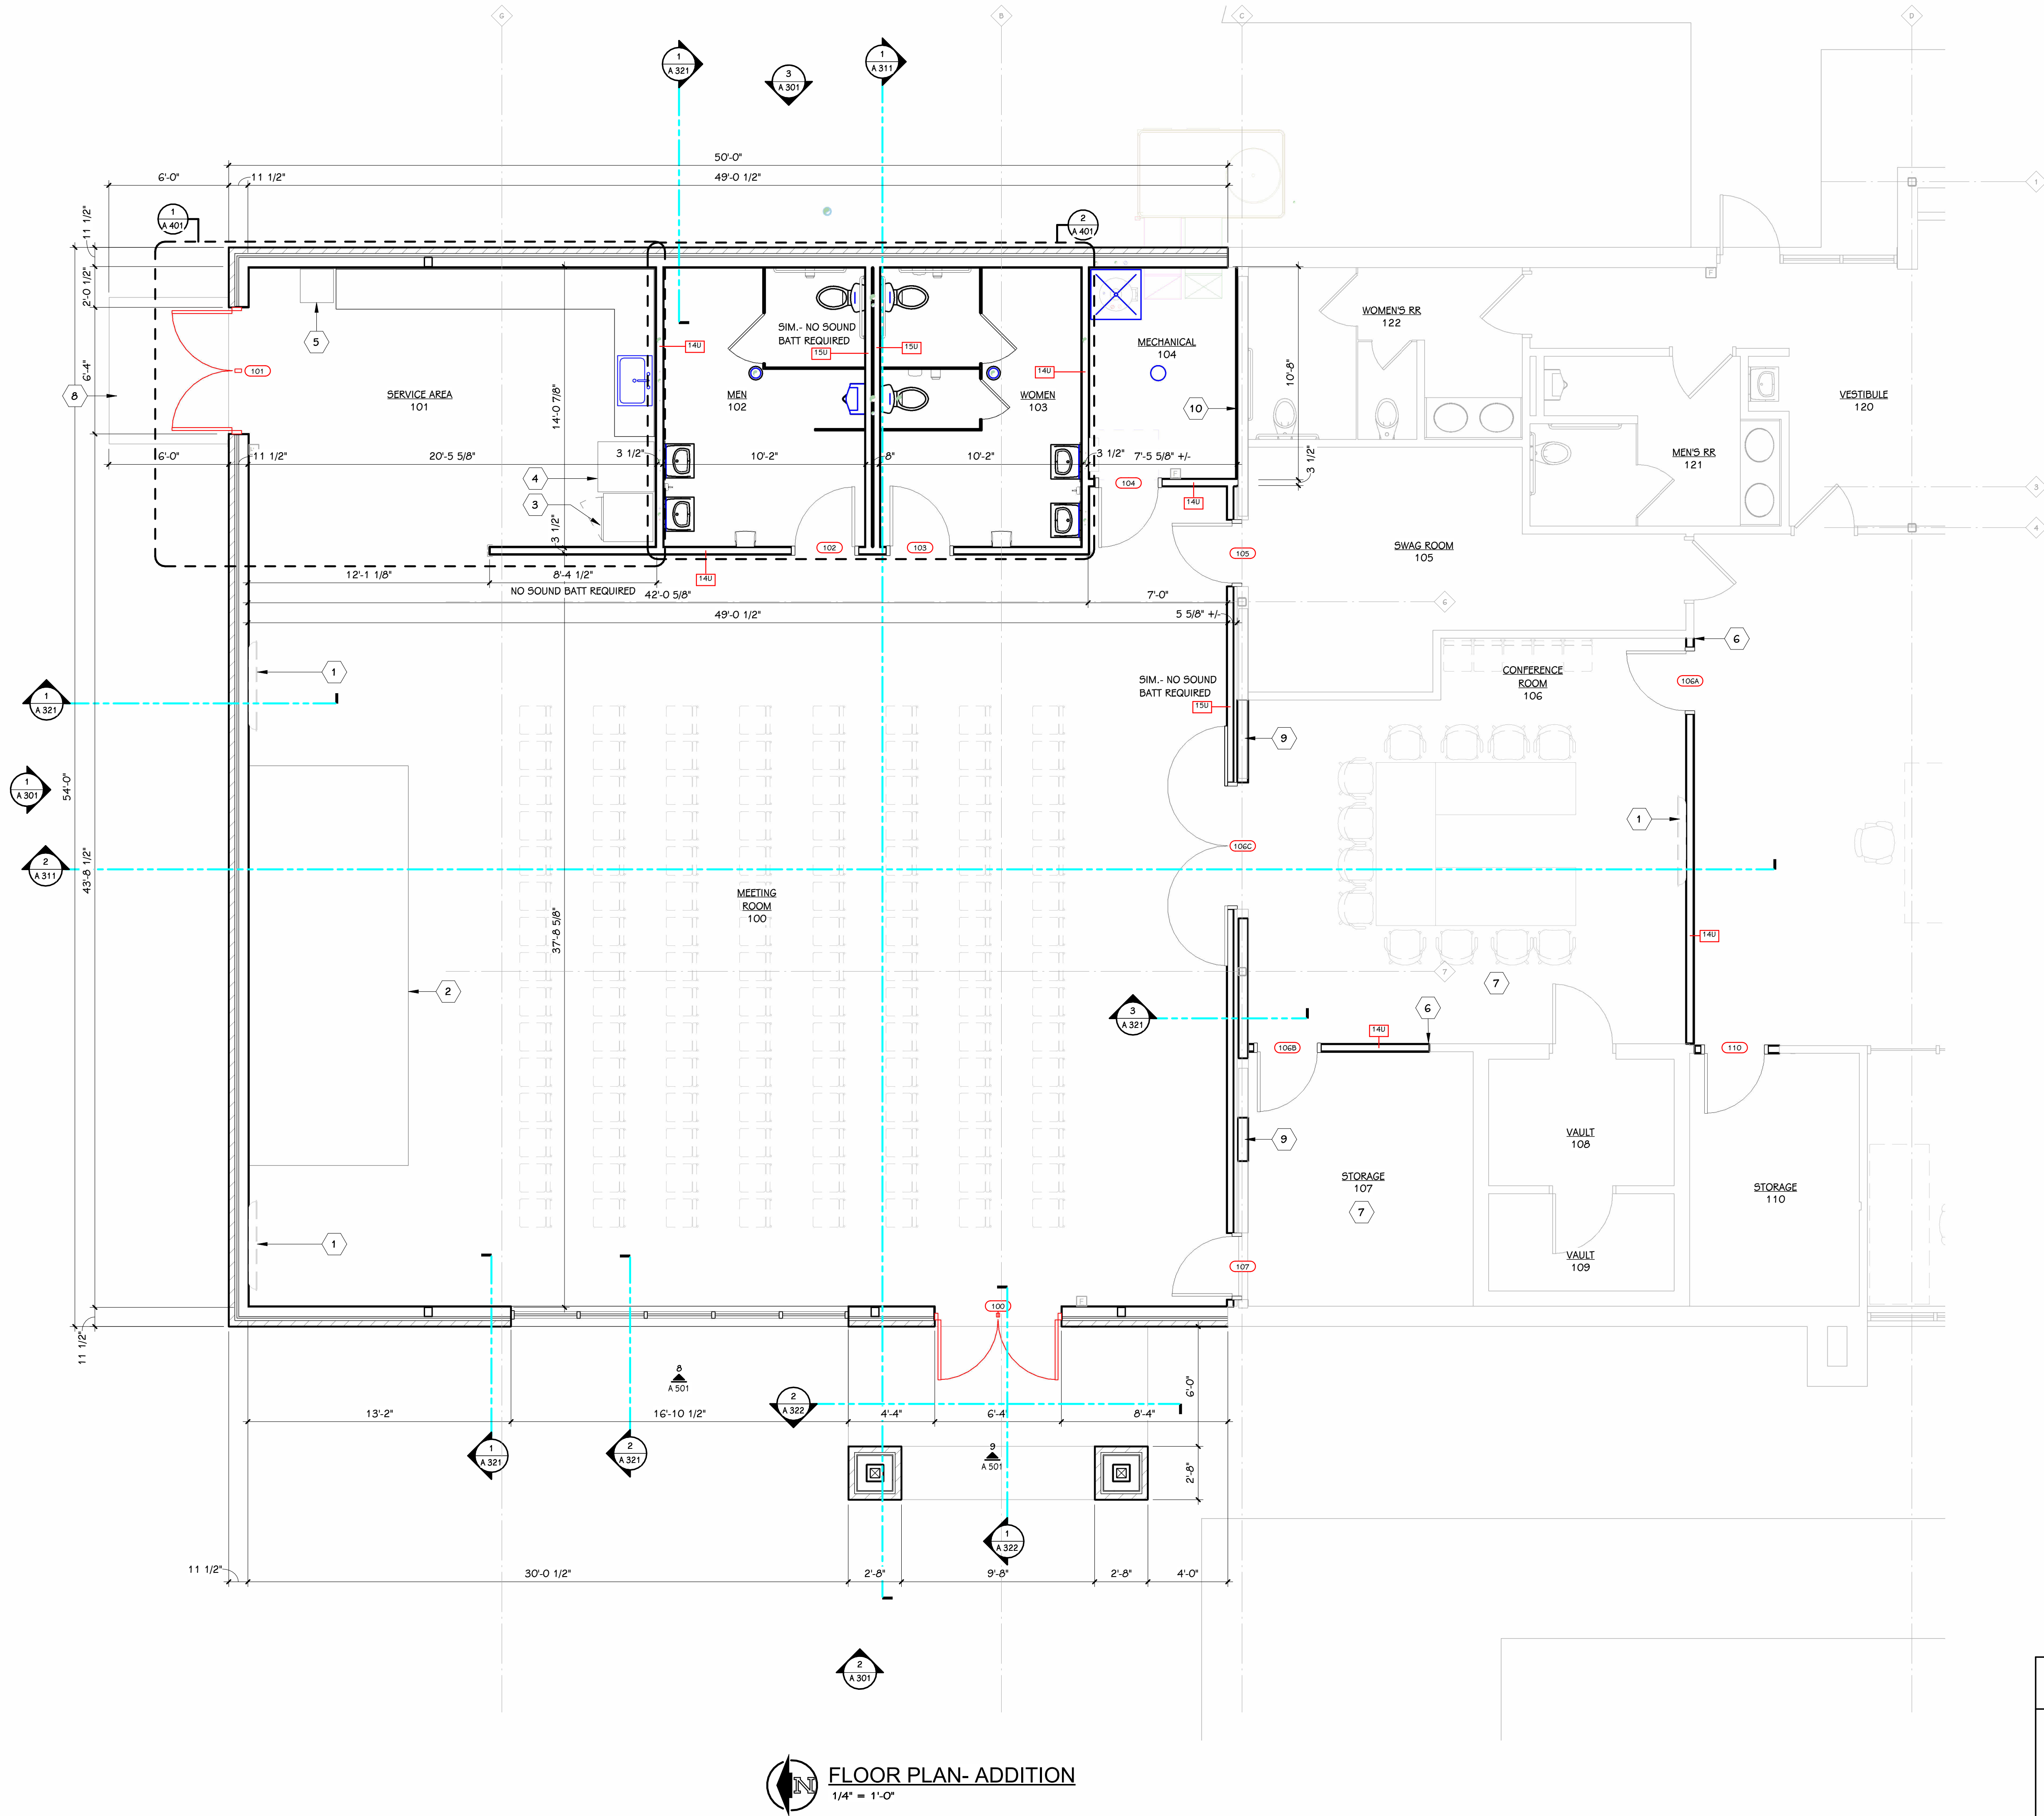 G
B
C
D
1
A 321
3
A 301
1
A 311
50'-0"
6'-0"
11 1/2"
49'-0 1/2"
1
1
A 401
2
A 401
11 1/2"
2'-0 1/2"
F
5
SIM.- NO SOUND
BATT REQUIRED
14U
15U
15U
WOMEN'S RR
122
MECHANICAL
104
6'-4"
101
14U
10'-8"
8
SERVICE AREA
101
14'-0 7/8"
MEN
102
WOMEN
103
10
VESTIBULE
120
6'-0"
11 1/2"
20'-5 5/8"
3 1/2"
10'-2"
8"
10'-2"
3 1/2"
7'-5 5/8" +/-
3 1/2"
MEN'S RR
121
4
F
104
3
14U
3
3 1/2"
4
102
103
105
SWAG ROOM
105
12'-1 1/8"
8'-4 1/2"
14U
NO SOUND BATT REQUIRED
42'-0 5/8"
7'-0"
6
49'-0 1/2"
5 5/8" +/-
6
1
SIM.- NO SOUND
BATT REQUIRED
CONFERENCE
ROOM
106
106A
1
A 321
15U
9
1
A 301
54'-0"
1
106C
2
A 311
43'-8 1/2"
MEETING
ROOM
100
37'-8 5/8"
14U
7
2
7
3
A 321
6
14U
106B
110
VAULT
108
9
STORAGE
107
7
STORAGE
110
1
VAULT
109
107
100
F
11 1/2"
8
A 501
6'-0"
2
A 322
13'-2"
16'-10 1/2"
4'-4"
6'-4"
8'-4"
1
A 321
2
A 321
9
A 501
2'-8"
1
A 322
11 1/2"
30'-0 1/2"
2'-8"
9'-8"
2'-8"
4'-0"
2
A 301
N
FLOOR PLAN- ADDITION
1/4" = 1'-0"